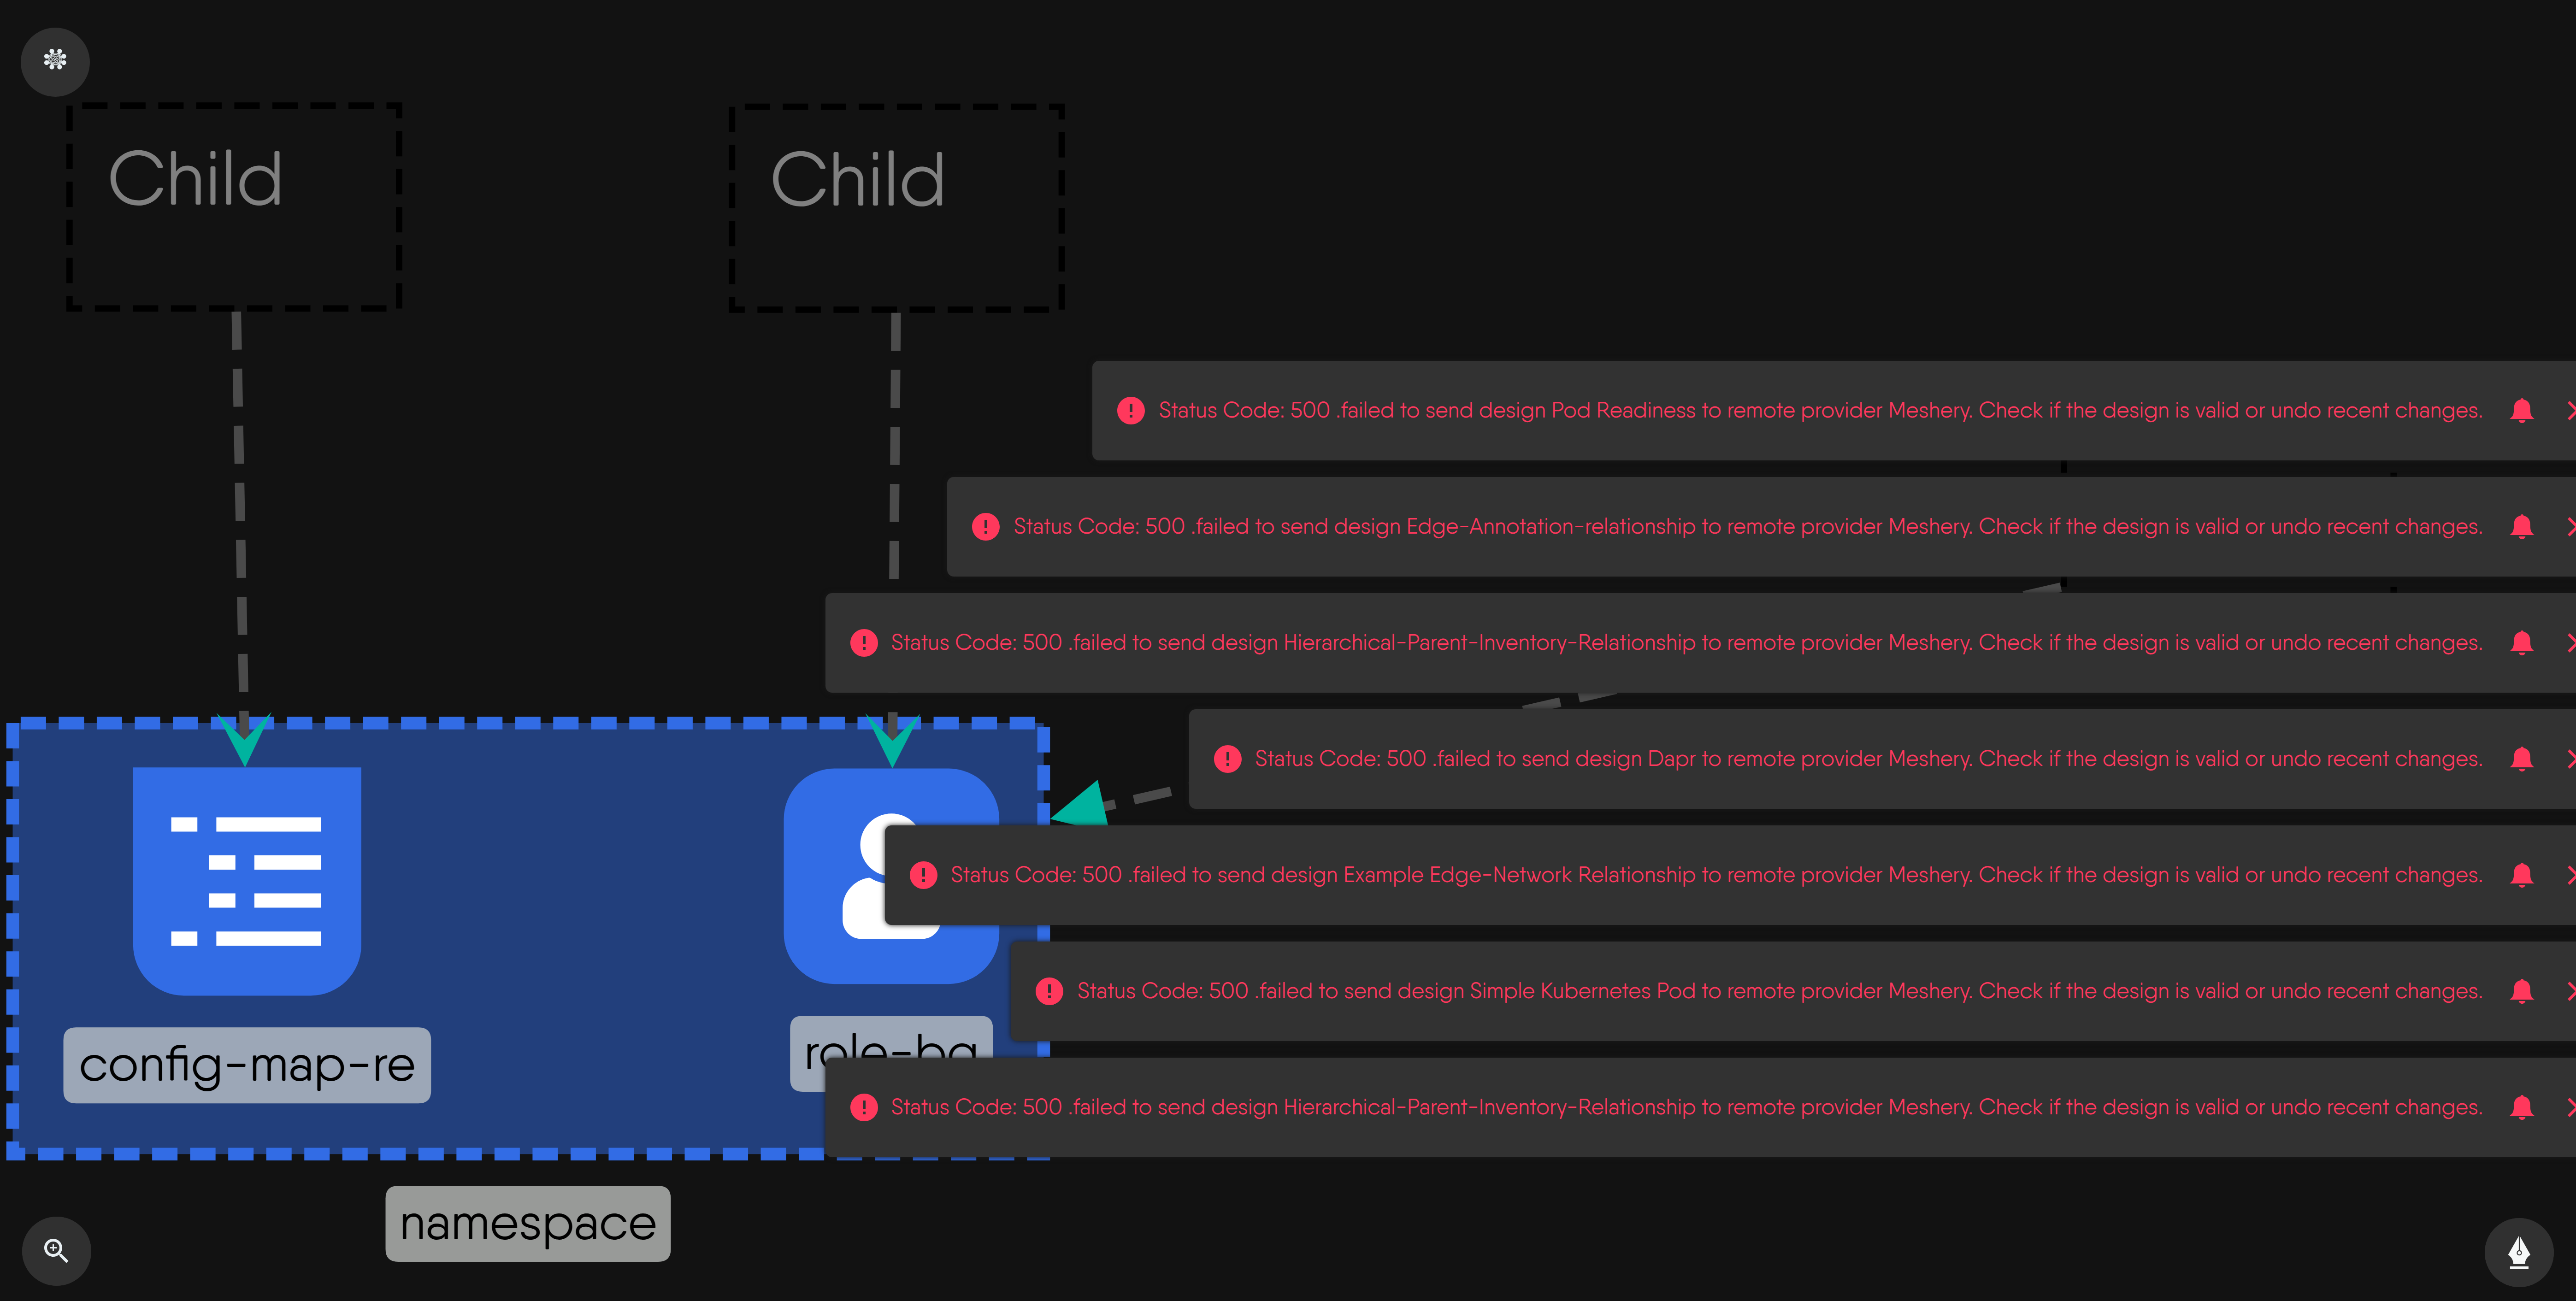 Child
Child
Status Code: 500 .failed to send design Pod Readiness to remote provider Meshery. Check if the design is valid or undo recent changes.
Status Code: 500 .failed to send design Edge-Annotation-relationship to remote provider Meshery. Check if the design is valid or undo recent changes.
Status Code: 500 .failed to send design Hierarchical-Parent-Inventory-Relationship to remote provider Meshery. Check if the design is valid or undo recent changes.
Status Code: 500 .failed to send design Dapr to remote provider Meshery. Check if the design is valid or undo recent changes.
Status Code: 500 .failed to send design Example Edge-Network Relationship to remote provider Meshery. Check if the design is valid or undo recent changes.
Status Code: 500 .failed to send design Simple Kubernetes Pod to remote provider Meshery. Check if the design is valid or undo recent changes.
config-map-re
Status Code: 500 .failed to send design Hierarchical-Parent-Inventory-Relationship to remote provider Meshery. Check if the design is valid or undo recent changes.
namespace